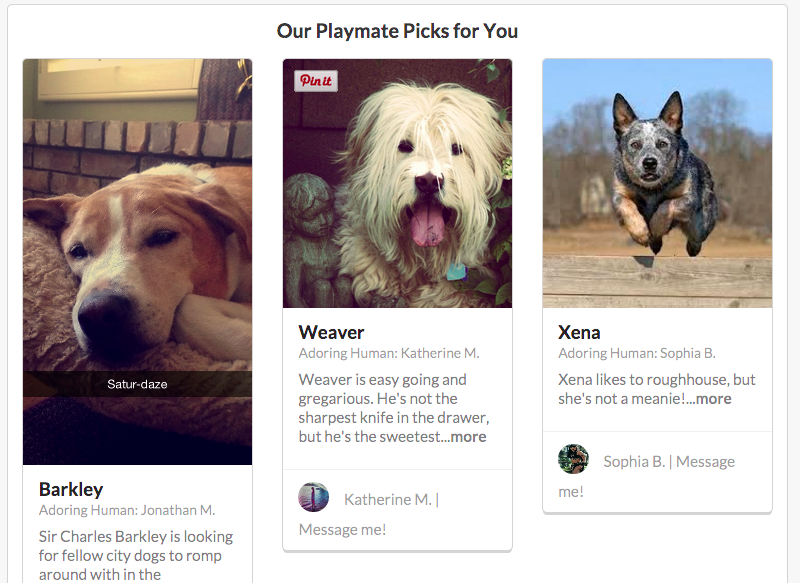 Our Playmate Picks for You
Satur-daze
Barkley
Adoring Human: Jonathan M.
Sir Charles Barkley is looking
for fellow city dogs to romp
around with in the
Pin it
Weaver
Adoring Human: Katherine M.
Weaver is easy going and
gregarious. He's not the
sharpest knife in the drawer,
but he's the sweetest...more
Katherine M. |
Message me!
Xena
Adoring Human: Sophia B.
Xena likes to roughhouse, but
she's not a meanie!...more
Sophia B. | Message
me!